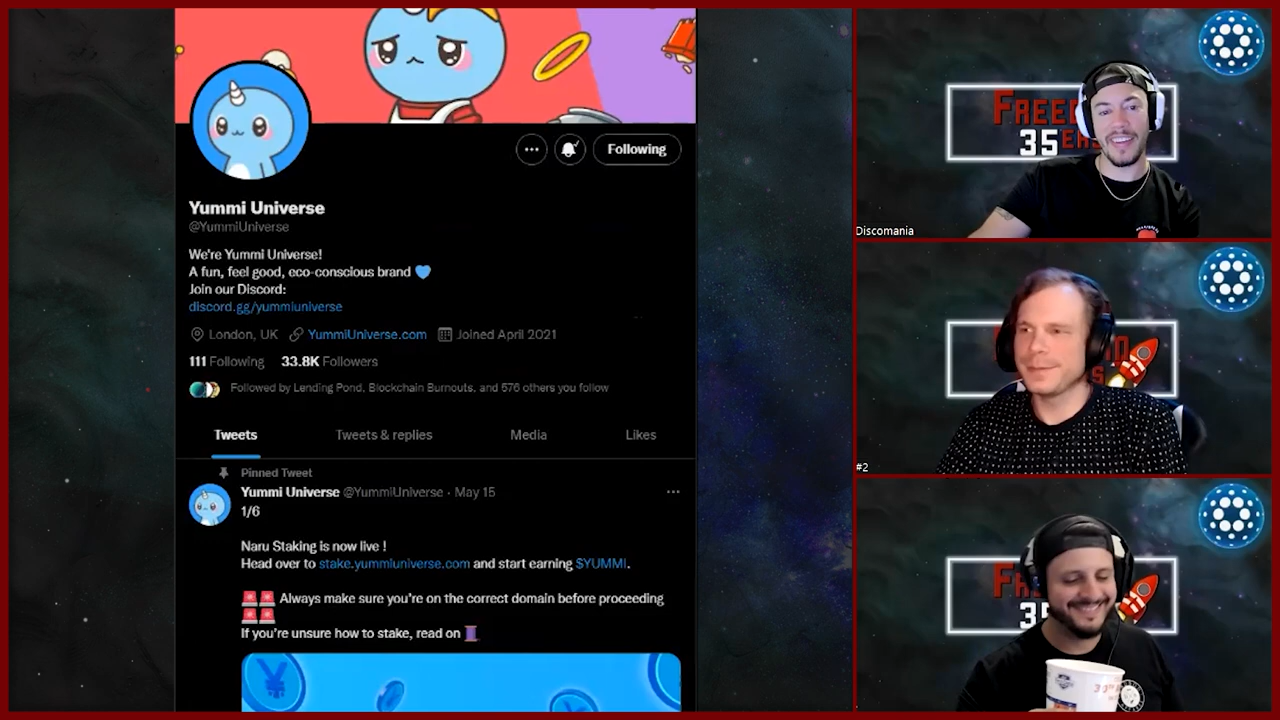 Following
Yummi Universe
@YummiUniverse
We're Yummi Universe!
A fun, feel good, eco-conscious brand 💙
Join our Discord:
discord.gg/yummiuniverse
London, UK YummiUniverse.com Joined April 2021
111 Following 33.8K Followers
Followed by Lending Pond, Blockchain Burnouts, and 576 others you follow
Tweets Tweets & replies Media Likes
Pinned Tweet
Yummi Universe @YummiUniverse · May 15
1/6
Naru Staking is now live !
Head over to stake.yummiuniverse.com and start earning $YUMMI.
🚨🚨 Always make sure you're on the correct domain before proceeding
🚨🚨
If you're unsure how to stake, read on 🧵
35
Discomania
#2